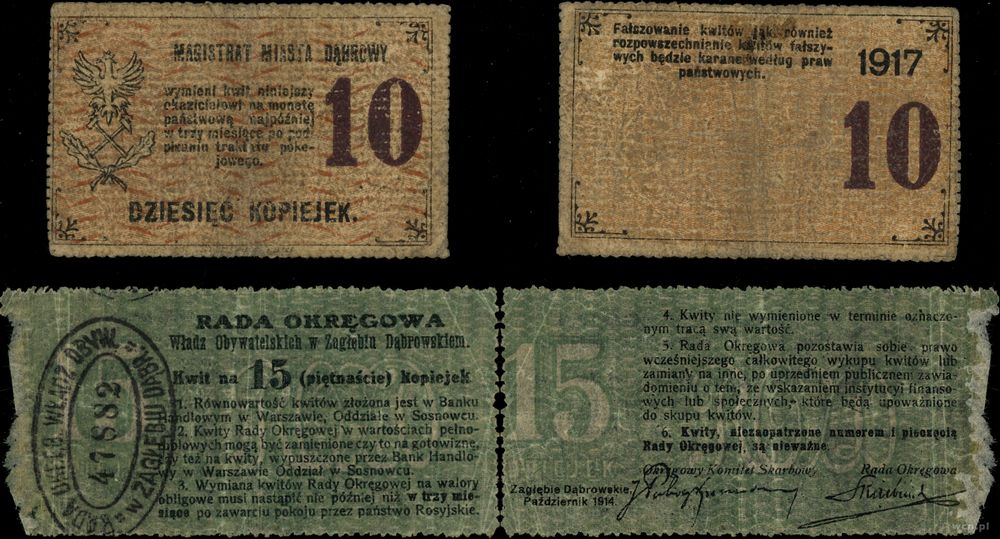 MAGISTRAT MIASTA DĄBROWY
wymieni kwit niniejszy
okazicielowi na monetę
państwową najpóźniej
w trzy miesiące po pod-
pisaniu traktatu poko-
jowego.
10
DZIESIĘĆ KOPIEJEK.
Fałszowanie kwitów jak również
rozpowszechnianie kwitów fałszy-
wych będzie karane według praw
państwowych.
1917
10
RADA OKRĘGOWA
Władz Obywatelskich w Zagłębiu Dąbrowskiem.
Kwit na 15 (piętnaście) Kopiejek
1. Równowartość kwitów złożona jest w Banku
Handlowym w Warszawie, Oddziale w Sosnowcu.
2. Kwity Rady Okręgowej w wartościach pełno-
rublowych mogą być zamienione czy to na gotowiznę,
czy też na kwity, wypuszczone przez Bank Handlo-
wy w Warszawie Oddział w Sosnowcu.
3. Wymiana kwitów Rady Okręgowej na walory
obligowe musi nastąpić nie później niż w trzy mie-
siące po zawarciu pokoju przez państwo Rosyjskie.
47882
W ZAGŁĘBIU DĄBR.
15
4. Kwity nie wymienione w terminie oznaczo-
nym tracą swą wartość.
5. Rada Okręgowa pozostawia sobie prawo
wcześniejszego całkowitego wykupu kwitów lub
zamiany na inne, po uprzedniem publicznem zawia-
domieniu o tem, ze wskazaniem instytucyi finanso-
wych lub społecznych, które będą upoważnione
do skupu kwitów.
6. Kwity, niezaopatrzone numerem i pieczęcią
Rady Okręgowej, są nieważne.
Okręgowy Komitet Skarbowy Rada Okręgowa
Zagłębie Dąbrowskie,
Październik 1914.
wcn.pl